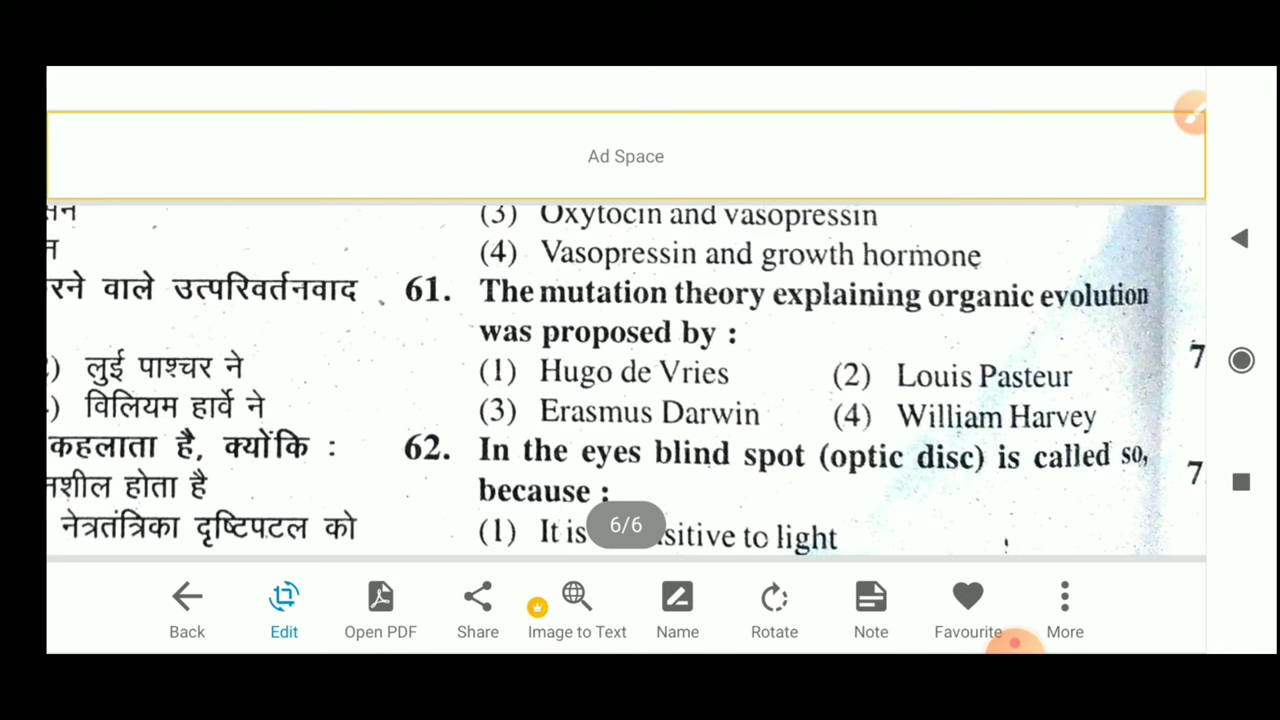 Ad Space
(3) Oxytocin and vasopressin
(4) Vasopressin and growth hormone
रने वाले उत्परिवर्तनवाद
61. The mutation theory explaining organic evolution
was proposed by :
) लुई पाश्चर ने
(1) Hugo de Vries (2) Louis Pasteur
) विलियम हार्वे ने
(3) Erasmus Darwin (4) William Harvey
कहलाता है, क्योंकि :
62. In the eyes blind spot (optic disc) is called so,
because :
होता है
नेत्रतंत्रिका दृष्टिपटल को
(1) It is
to light
6/6
7
7
Back Edit Open PDF Share Image to Text Name Rotate Note Favourite More